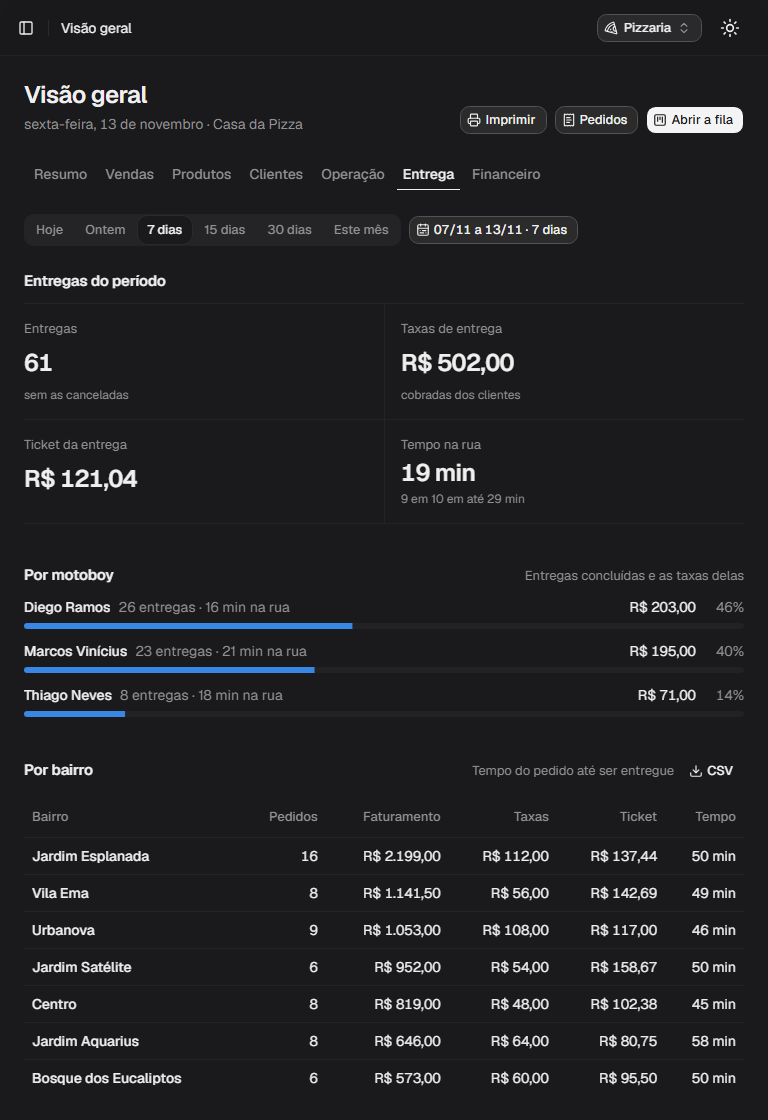 Visão geral
Pizzaria
Visão geral
sexta-feira, 13 de novembro · Casa da Pizza
Imprimir
Pedidos
Abrir a fila
Resumo Vendas Produtos Clientes Operação Entrega Financeiro
Hoje Ontem 7 dias 15 dias 30 dias Este mês
07/11 a 13/11 · 7 dias
Entregas do período
Entregas
61
sem as canceladas
Taxas de entrega
R$ 502,00
cobradas dos clientes
Ticket da entrega
R$ 121,04
Tempo na rua
19 min
9 em 10 em até 29 min
Por motoboy
Entregas concluídas e as taxas delas
Diego Ramos 26 entregas · 16 min na rua R$ 203,00 46%
Marcos Vinícius 23 entregas · 21 min na rua R$ 195,00 40%
Thiago Neves 8 entregas · 18 min na rua R$ 71,00 14%
Por bairro
Tempo do pedido até ser entregue
CSV
Bairro Pedidos Faturamento Taxas Ticket Tempo
Jardim Esplanada 16 R$ 2.199,00 R$ 112,00 R$ 137,44 50 min
Vila Ema 8 R$ 1.141,50 R$ 56,00 R$ 142,69 49 min
Urbanova 9 R$ 1.053,00 R$ 108,00 R$ 117,00 46 min
Jardim Satélite 6 R$ 952,00 R$ 54,00 R$ 158,67 50 min
Centro 8 R$ 819,00 R$ 48,00 R$ 102,38 45 min
Jardim Aquarius 8 R$ 646,00 R$ 64,00 R$ 80,75 58 min
Bosque dos Eucaliptos 6 R$ 573,00 R$ 60,00 R$ 95,50 50 min